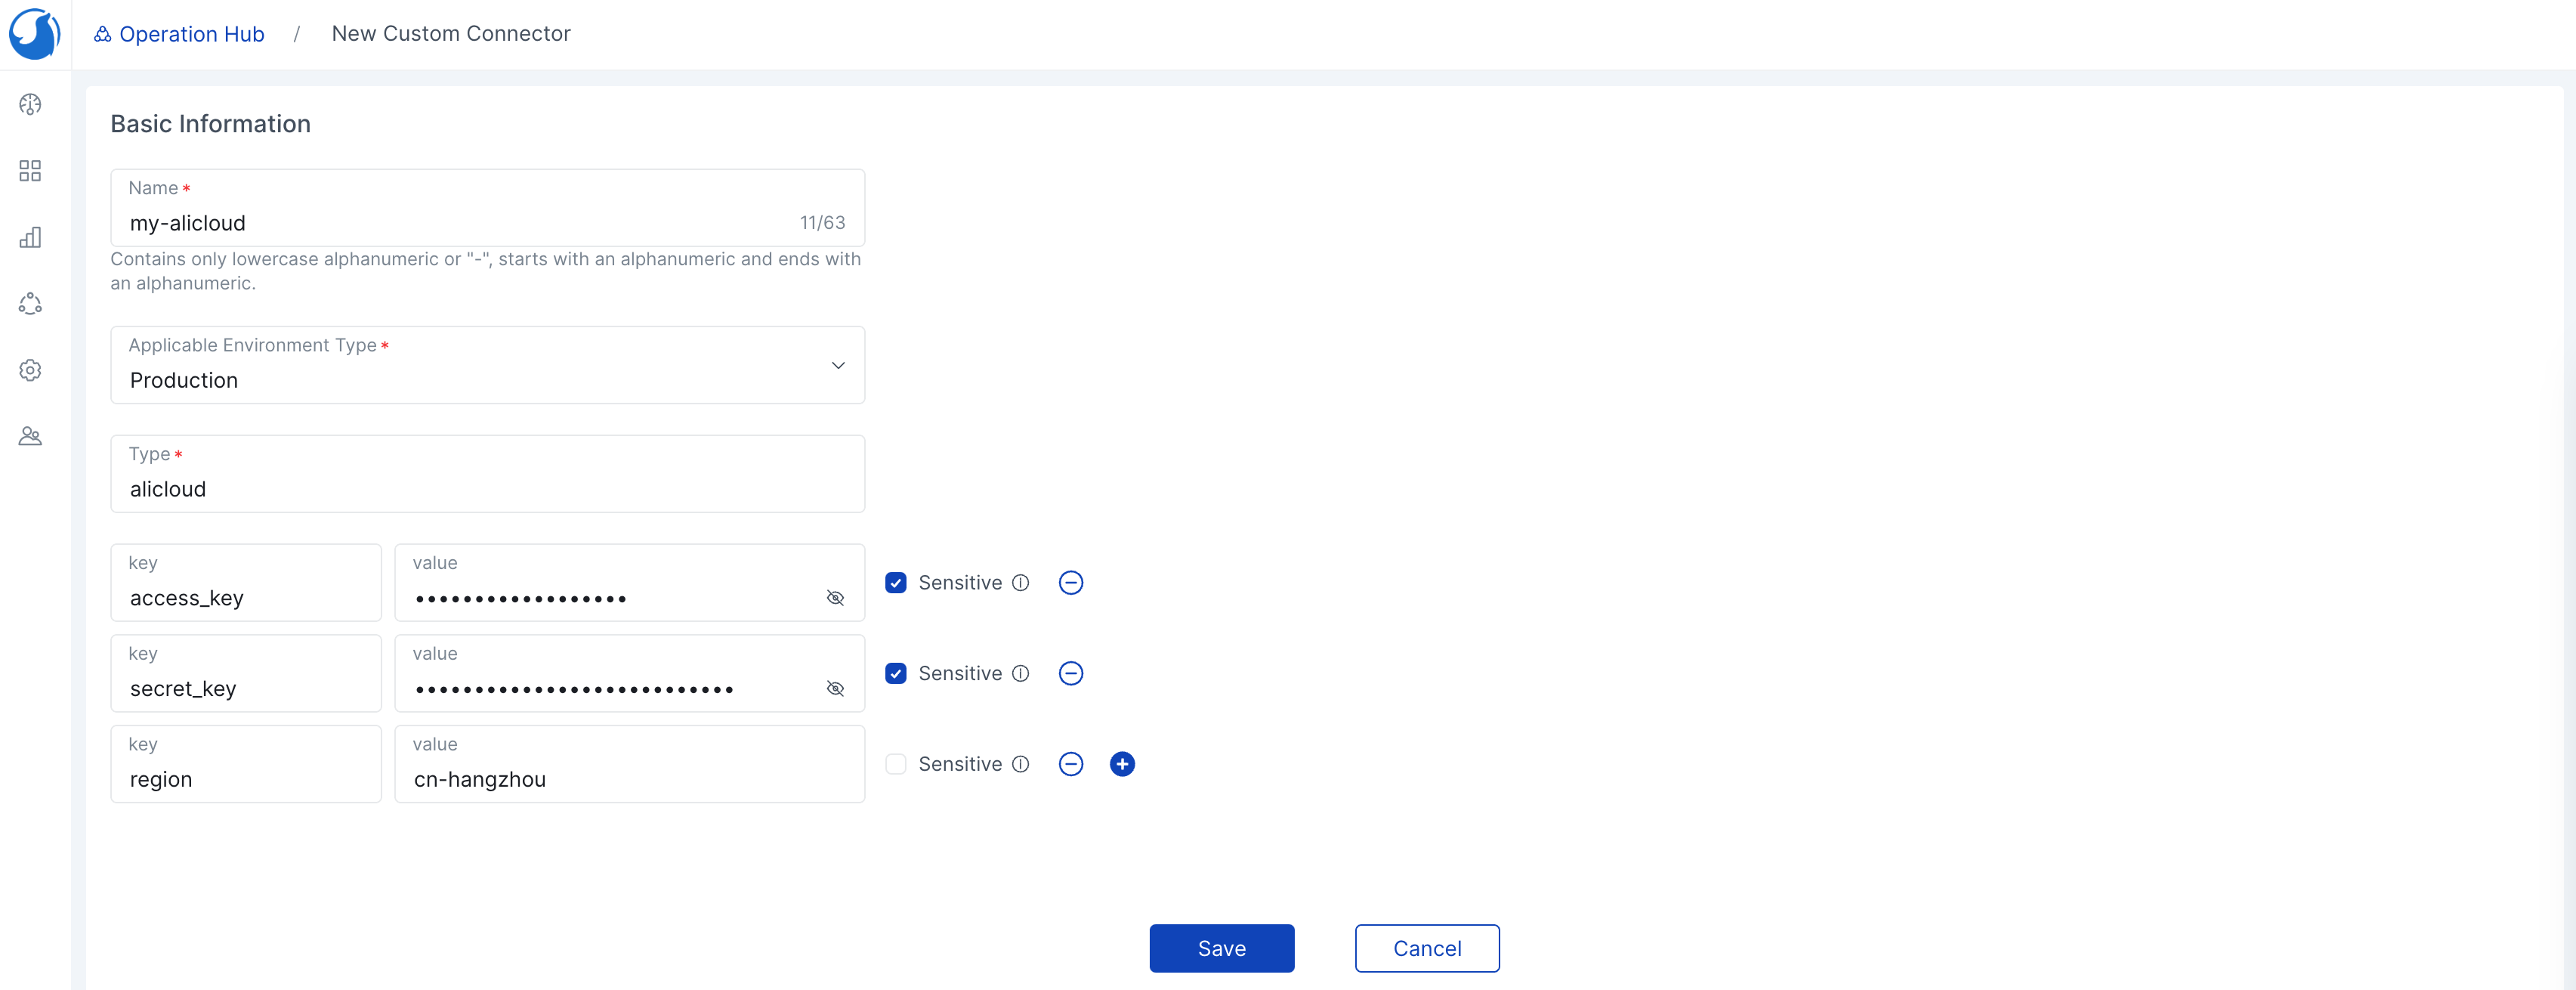 Operation Hub / New Custom Connector
Basic Information
Name *
my-alicloud 11/63
Contains only lowercase alphanumeric or "-", starts with an alphanumeric and ends with
an alphanumeric.
Applicable Environment Type *
Production
Type *
alicloud
key value
access_key •••••••••••••••••• Sensitive
key value
secret_key ••••••••••••••••••••••••••• Sensitive
key value
region cn-hangzhou Sensitive
Save Cancel